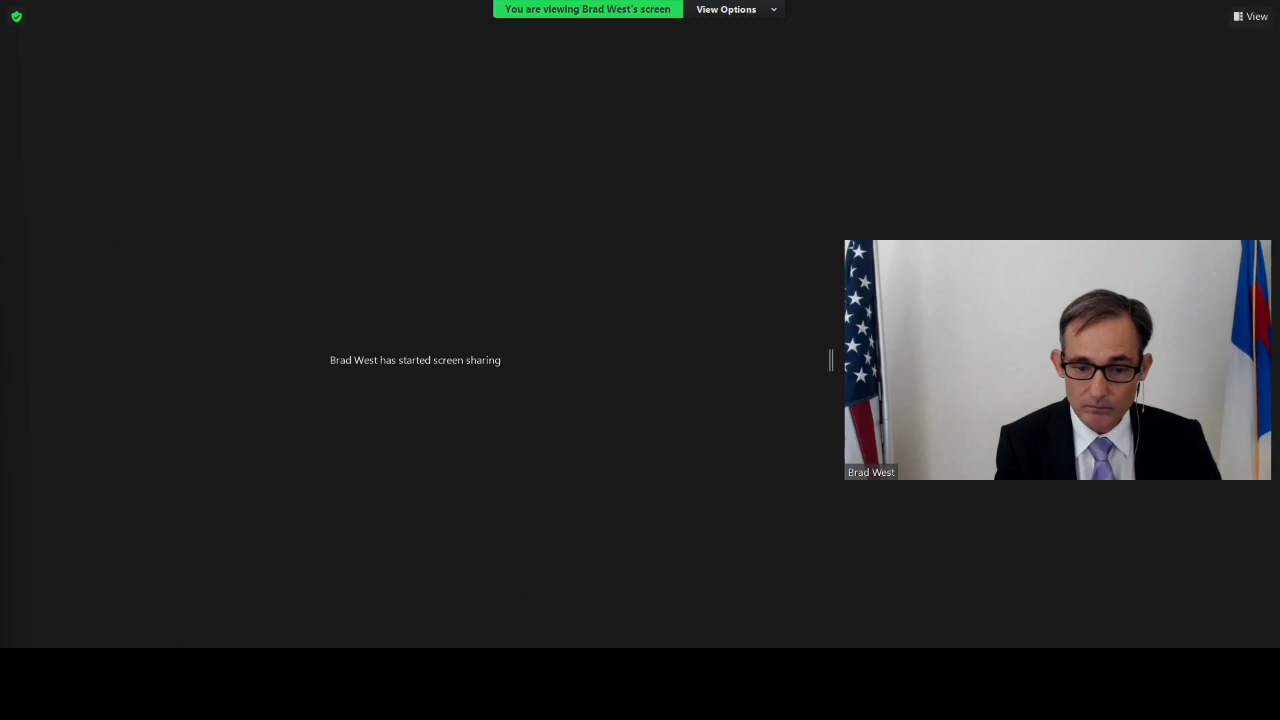 You are viewing Brad West's screen
View Options
View
Brad West has started screen sharing
Brad West